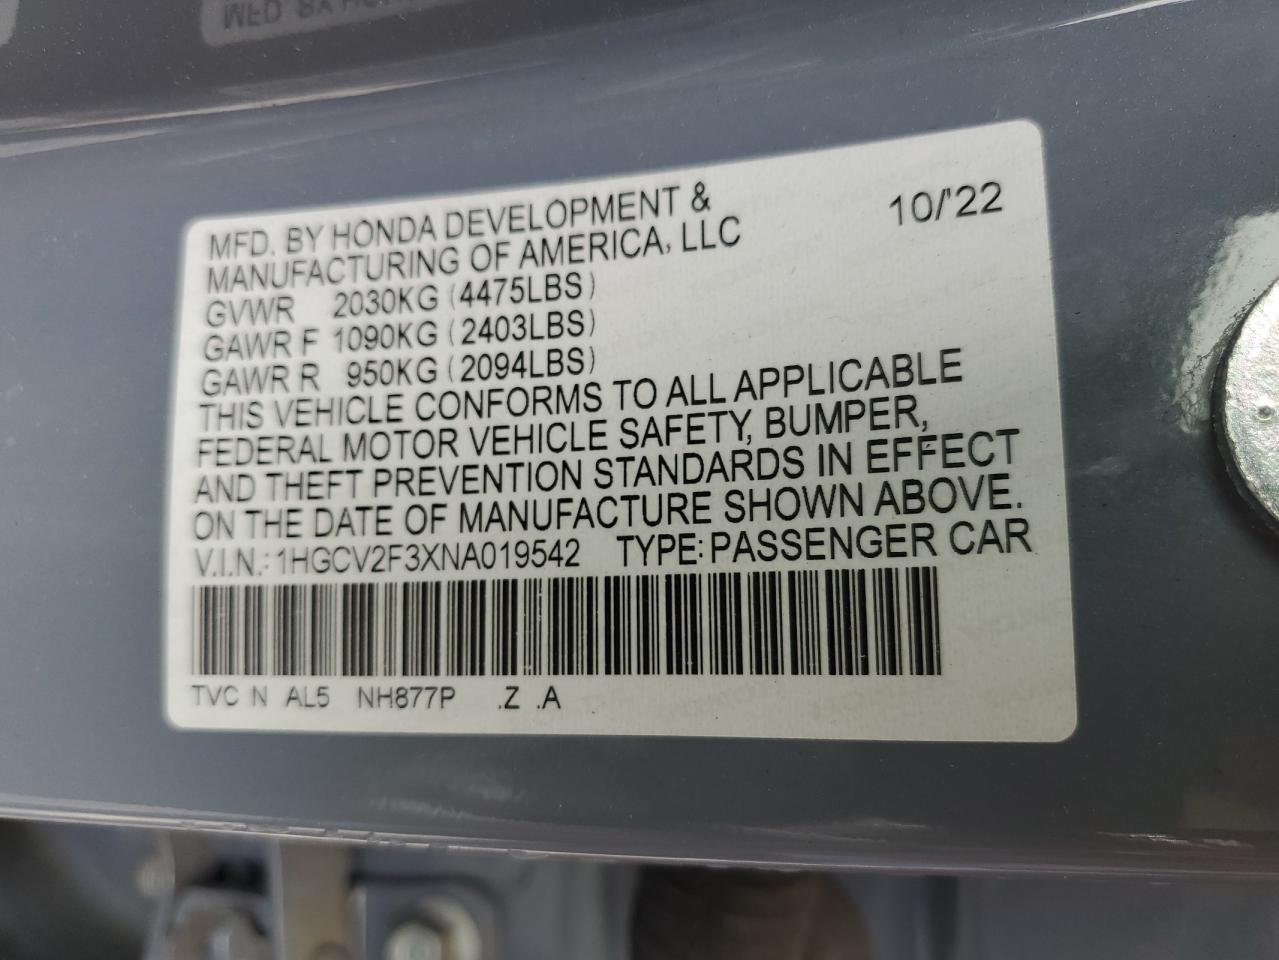 MFD. BY HONDA DEVELOPMENT & 10/'22
MANUFACTURING OF AMERICA, LLC
GVWR 2030KG (4475LBS)
GAWR F 1090KG (2403LBS)
GAWR R 950KG (2094LBS)
THIS VEHICLE CONFORMS TO ALL APPLICABLE
FEDERAL MOTOR VEHICLE SAFETY, BUMPER,
AND THEFT PREVENTION STANDARDS IN EFFECT
ON THE DATE OF MANUFACTURE SHOWN ABOVE.
V.I.N.: 1HGCV2F3XNA019542 TYPE: PASSENGER CAR
TVC N AL5 NH877P .Z .A